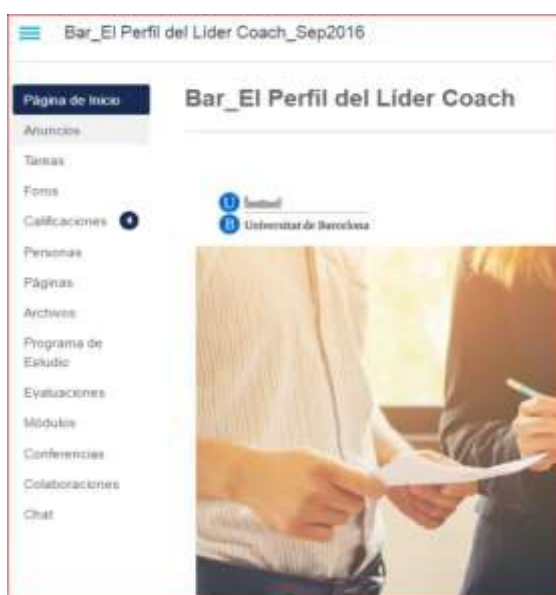 Bar_El Perfil del Líder Coach_Sep2016
Página de Inicio
Anuncios
Tareas
Foros
Calificaciones
Personas
Páginas
Archivos
Programa de
Estudio
Evaluaciones
Módulos
Conferencias
Colaboraciones
Chat
Bar_El Perfil del Líder Coach
U
B Universitat de Barcelona